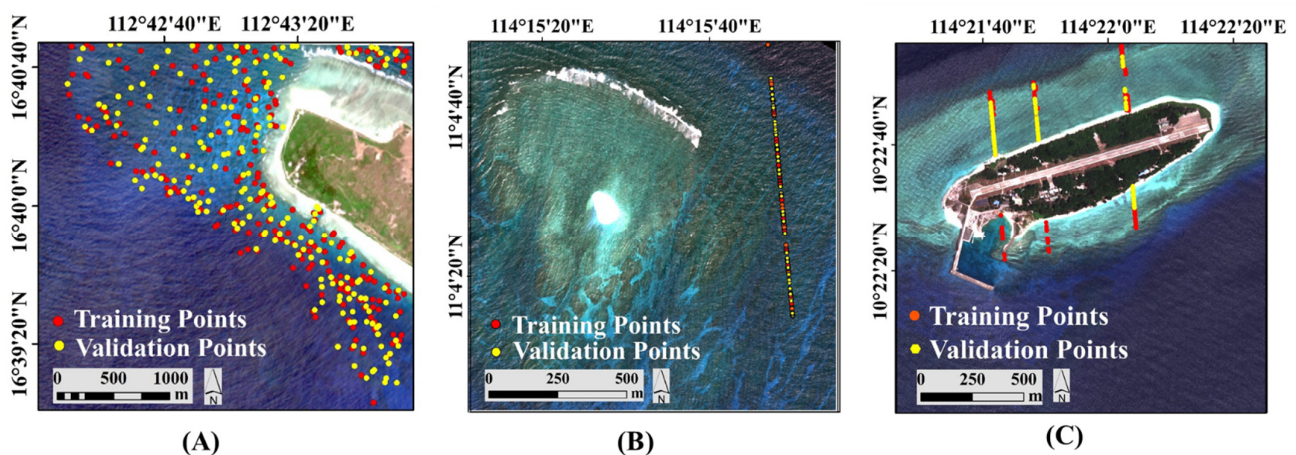 112°42'40"E 112°43'20"E
16°40'40"N
16°40'0"N
16°39'20"N
Training Points
Validation Points
0 500 1000
m
N
(A)
114°15'20"E 114°15'40"E
11°4'40"N
11°4'20"N
Training Points
Validation Points
0 250 500
m
N
(B)
114°21'40"E 114°22'0"E 114°22'20"E
10°22'40"N
10°22'20"N
Training Points
Validation Points
0 250 500
m
N
(C)